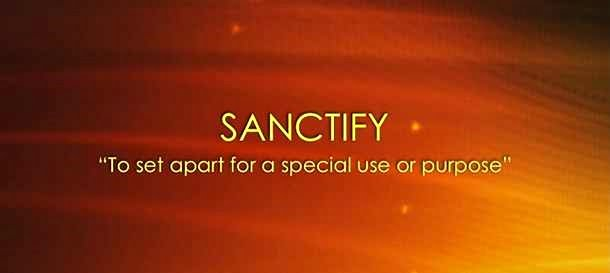 SANCTIFY
“To set apart for a special use or purpose”